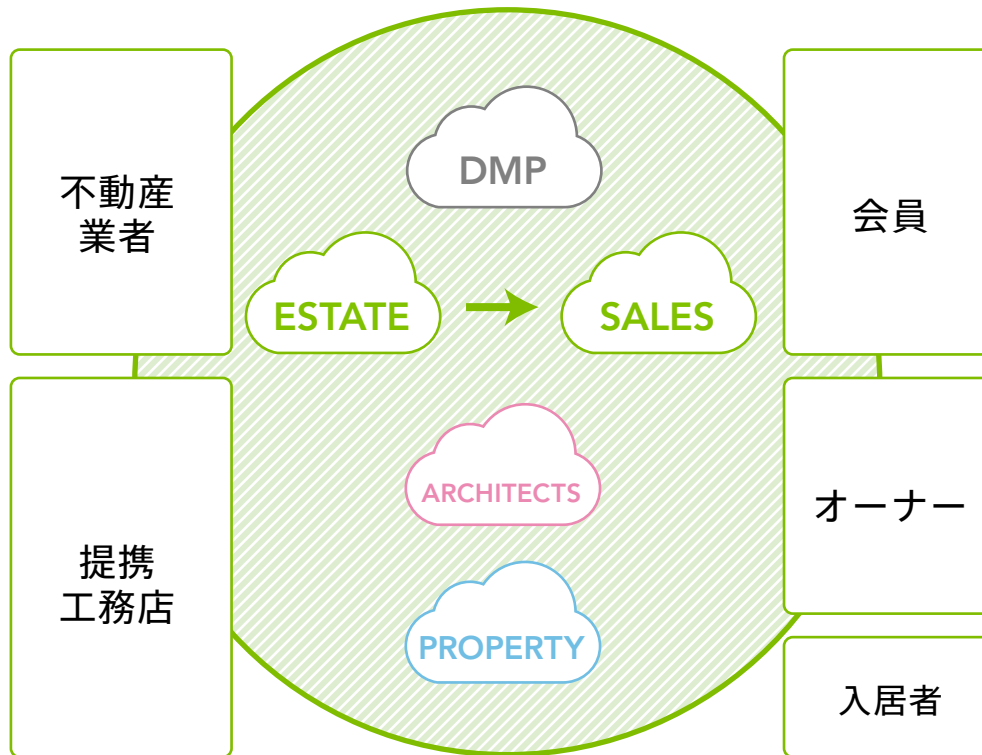 不動産
業者
提携
工務店
DMP
ESTATE
SALES
ARCHITECTS
PROPERTY
会員
オーナー
入居者